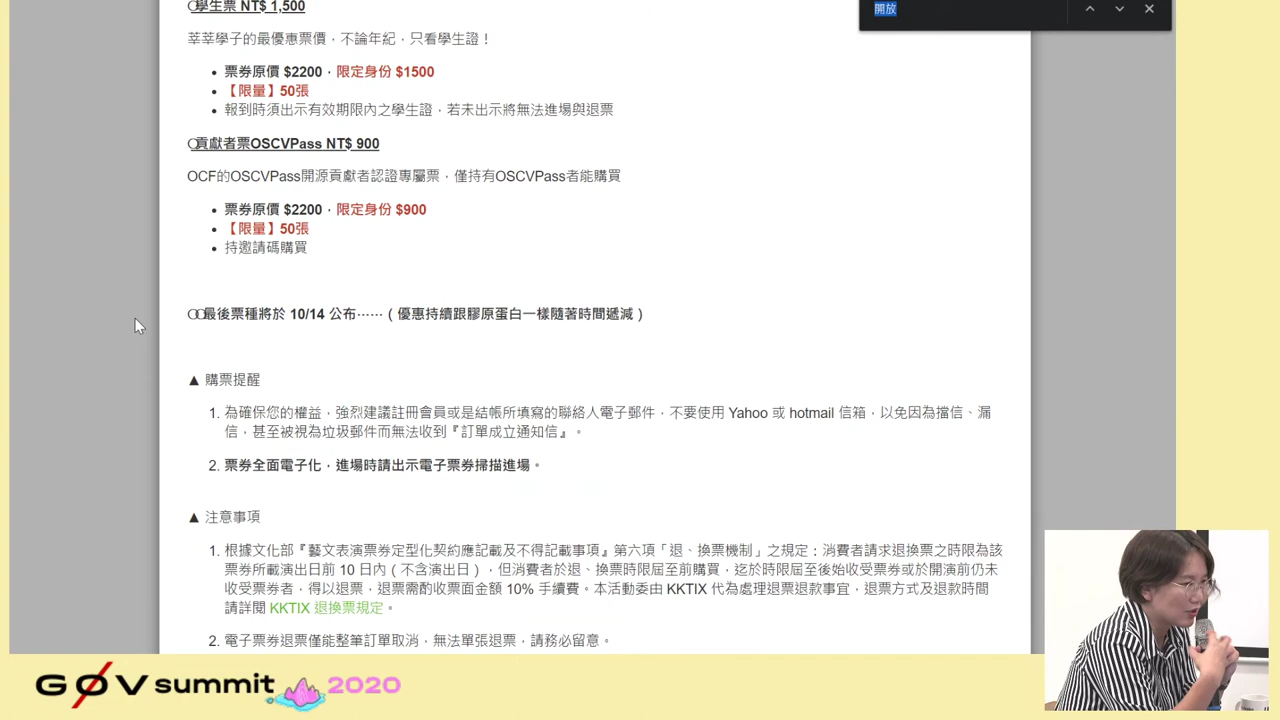 學生票 NT$ 1,500
開放
莘莘學子的最優惠票價，不論年紀，只看學生證！
票券原價 $2200，限定身份 $1500
【限量】50張
報到時須出示有效期限內之學生證，若未出示將無法進場與退票
貢獻者票OSCVPass NT$ 900
OCF的OSCVPass開源貢獻者認證專屬票，僅持有OSCVPass者能購買
票券原價 $2200，限定身份 $900
【限量】50張
持邀請碼購買
最後票種將於 10/14 公布⋯⋯（優惠持續跟膠原蛋白一樣隨著時間遞減）
▲ 購票提醒
1. 為確保您的權益，強烈建議註冊會員或是結帳所填寫的聯絡人電子郵件，不要使用 Yahoo 或 hotmail 信箱，以免因為擋信、漏
信，甚至被視為垃圾郵件而無法收到『訂單成立通知信』。
2. 票券全面電子化，進場時請出示電子票券掃描進場。
▲ 注意事項
1. 根據文化部『藝文表演票券定型化契約應記載及不得記載事項』第六項「退、換票機制」之規定：消費者請求退換票之時限為該
票券所載演出日前 10 日內（不含演出日），但消費者於退、換票時限屆至前購買，迄於時限屆至後始收受票券或於開演前仍未
收受票券者，得以退票，退票需酌收票面金額 10% 手續費。本活動委由 KKTIX 代為處理退票退款事宜，退票方式及退款時間
請詳閱 KKTIX 退換票規定。
2. 電子票券退票僅能整筆訂單取消，無法單張退票，請務必留意。
GØV summit 2020